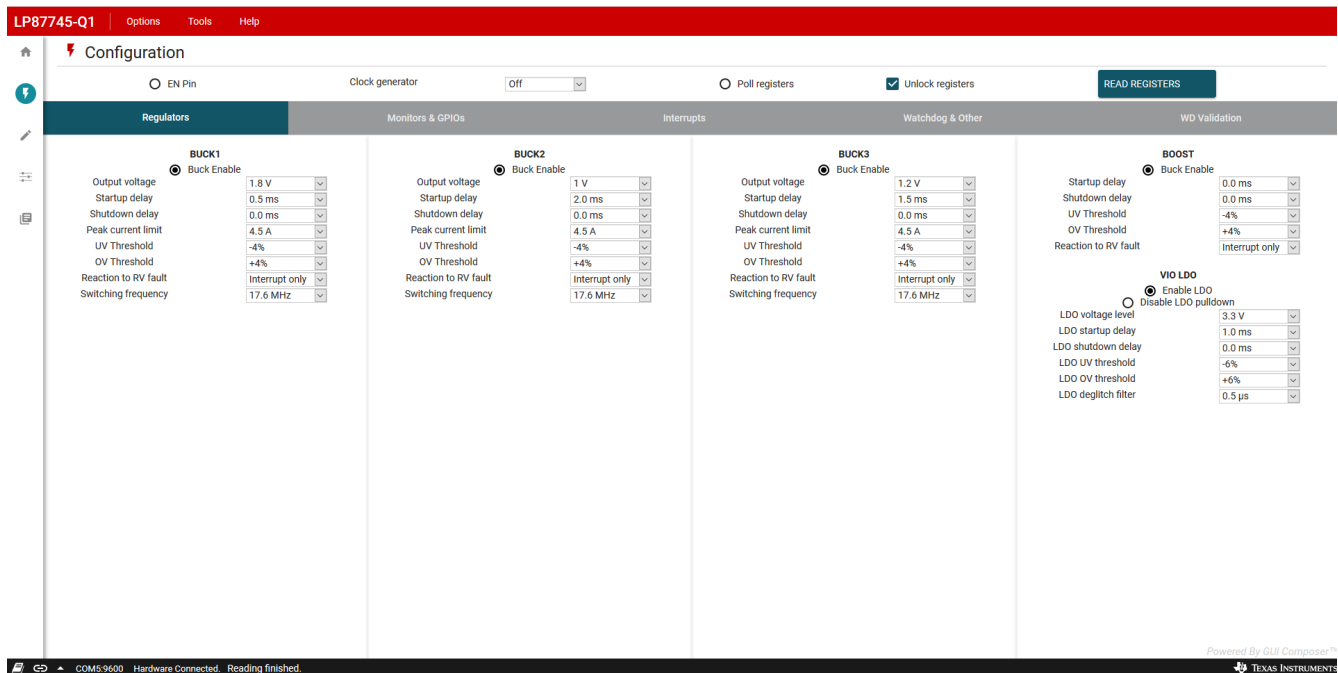 LP87745-Q1 Options Tools Help
Configuration
EN Pin Clock generator Off Poll registers Unlock registers READ REGISTERS
Regulators Monitors & GPIOs Interrupts Watchdog & Other WD Validation
BUCK1
Buck Enable
Output voltage 1.8 V
Startup delay 0.5 ms
Shutdown delay 0.0 ms
Peak current limit 4.5 A
UV Threshold -4%
OV Threshold +4%
Reaction to RV fault Interrupt only
Switching frequency 17.6 MHz
BUCK2
Buck Enable
Output voltage 1 V
Startup delay 2.0 ms
Shutdown delay 0.0 ms
Peak current limit 4.5 A
UV Threshold -4%
OV Threshold +4%
Reaction to RV fault Interrupt only
Switching frequency 17.6 MHz
BUCK3
Buck Enable
Output voltage 1.2 V
Startup delay 1.5 ms
Shutdown delay 0.0 ms
Peak current limit 4.5 A
UV Threshold -4%
OV Threshold +4%
Reaction to RV fault Interrupt only
Switching frequency 17.6 MHz
BOOST
Buck Enable
Startup delay 0.0 ms
Shutdown delay 0.0 ms
UV Threshold -4%
OV Threshold +4%
Reaction to RV fault Interrupt only
VIO LDO
Enable LDO
Disable LDO pulldown
LDO voltage level 3.3 V
LDO startup delay 1.0 ms
LDO shutdown delay 0.0 ms
LDO UV threshold -6%
LDO OV threshold +6%
LDO deglitch filter 0.5 µs
Powered By GUI Composer™
COM5:9600 Hardware Connected. Reading finished. TEXAS INSTRUMENTS